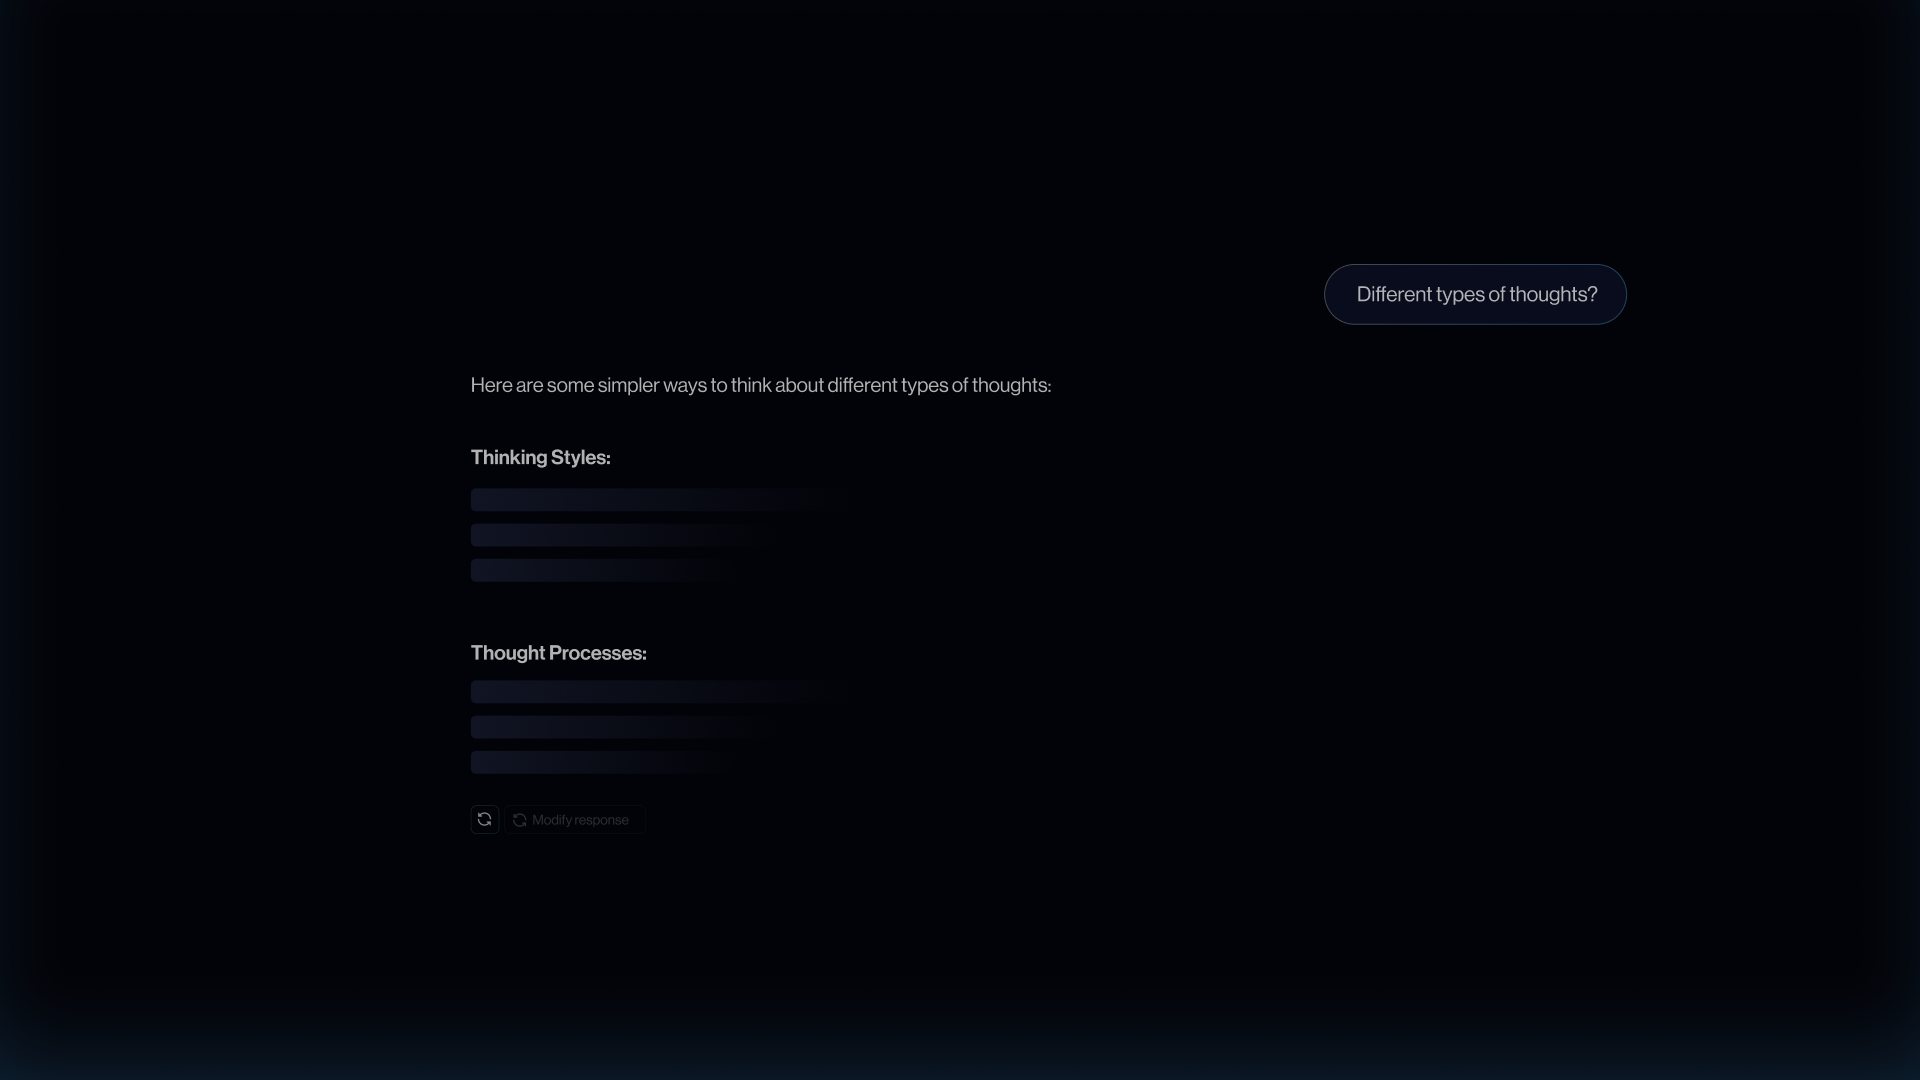 Different types of thoughts?
Here are some simpler ways to think about different types of thoughts:
Thinking Styles:
Thought Processes:
Modify response